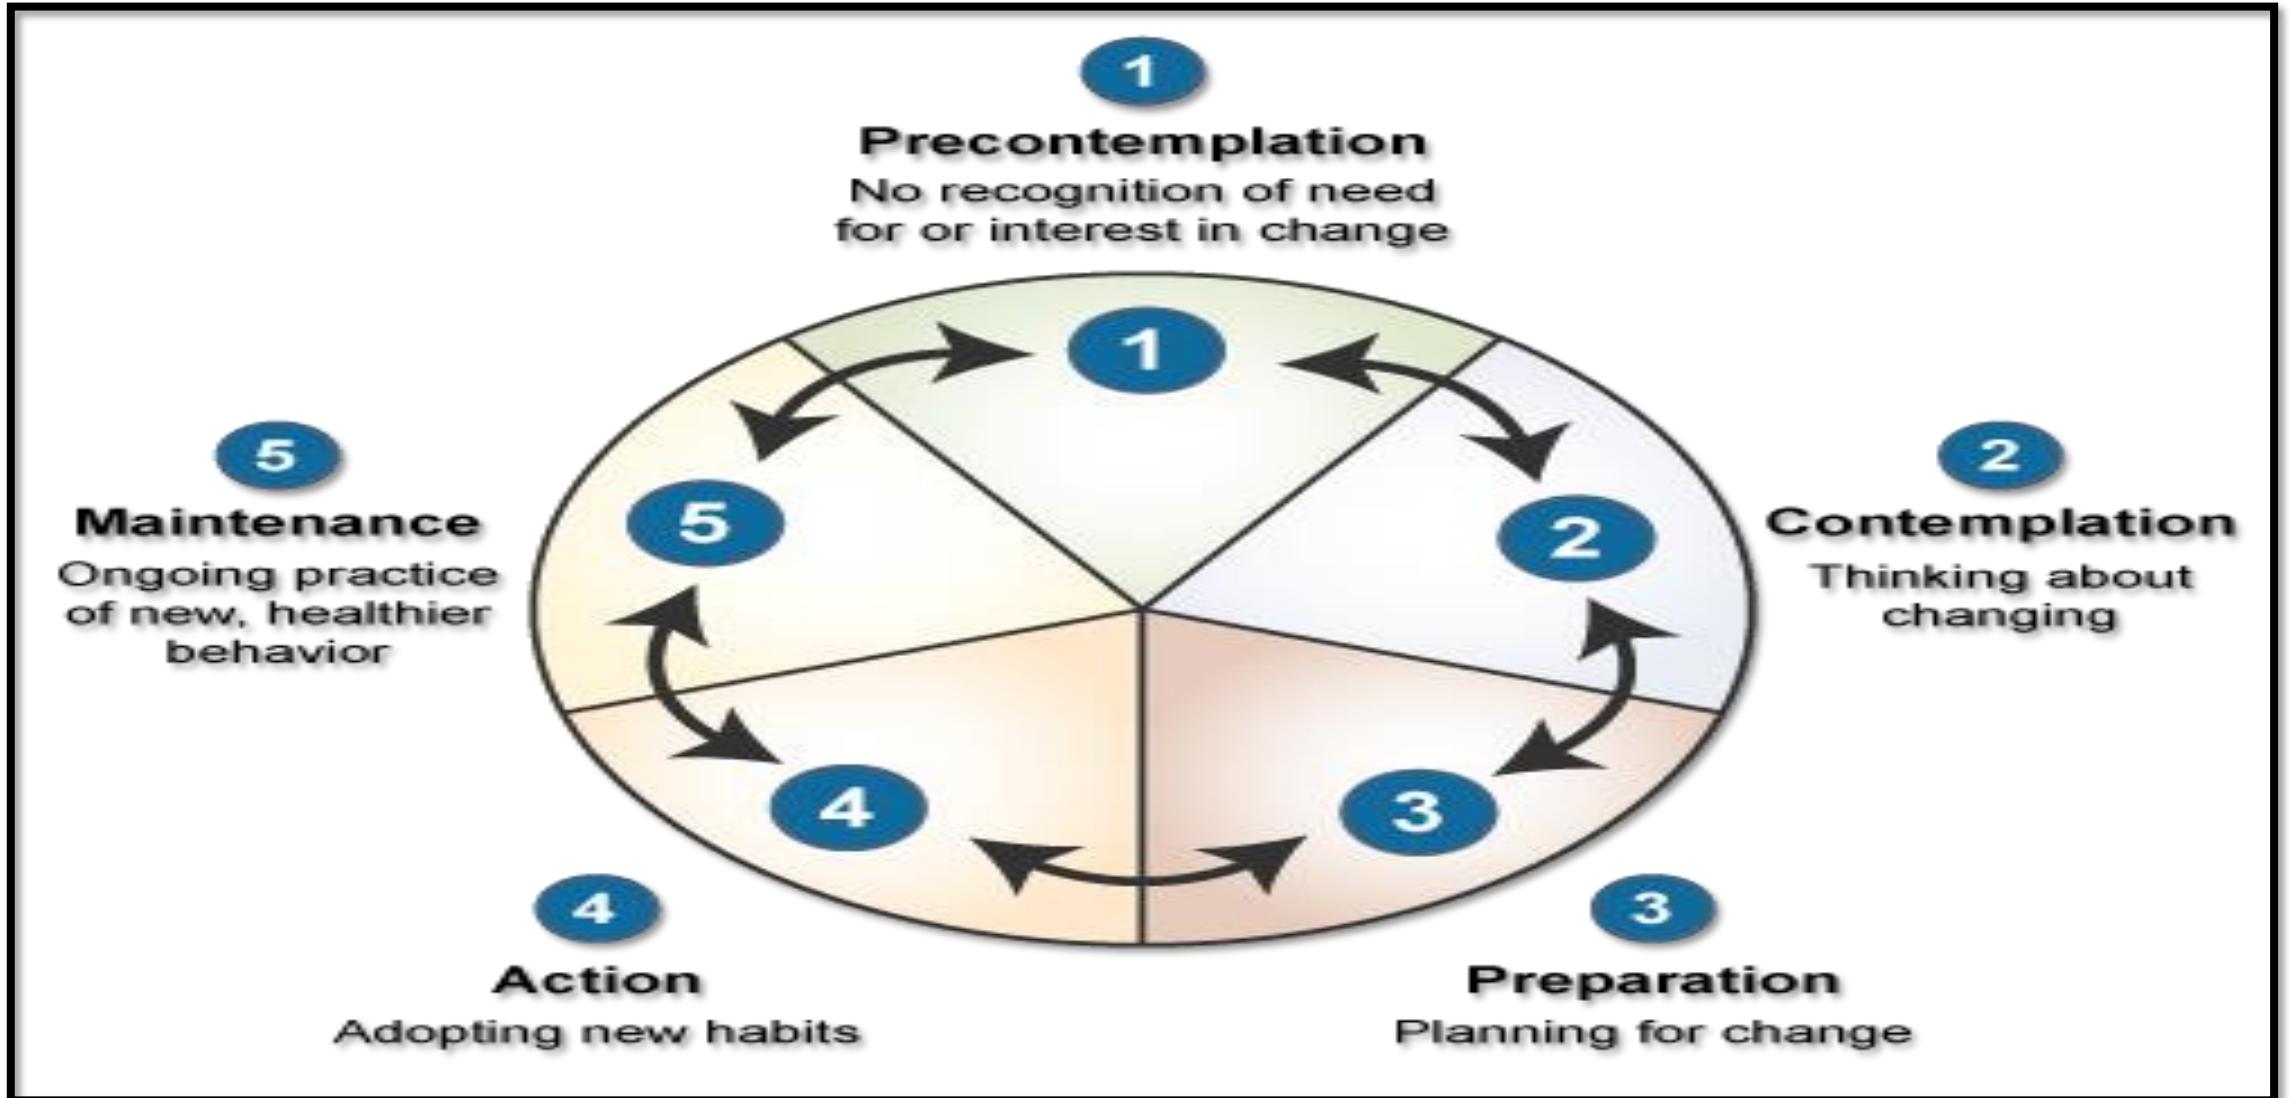 1
Precontemplation
No recognition of need
for or interest in change
1
5
Maintenance
Ongoing practice
of new, healthier
behavior
5
2
2
Contemplation
Thinking about
changing
4
3
4
Action
Adopting new habits
3
Preparation
Planning for change